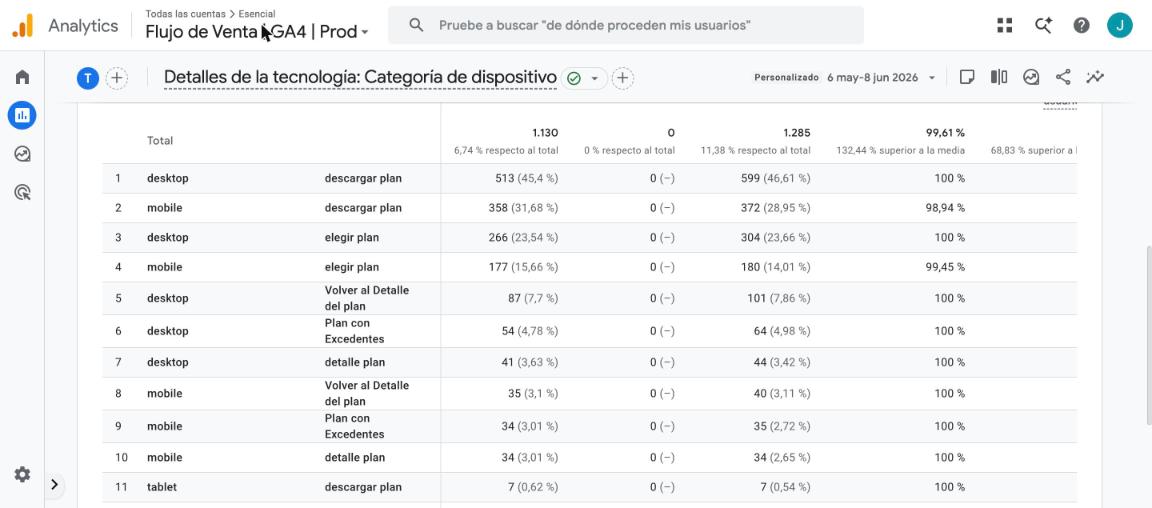 Todas las cuentas > Esencial
Analytics
Flujo de Venta GA4 | Prod
Pruebe a buscar "de dónde proceden mis usuarios"
J
T
Detalles de la tecnología: Categoría de dispositivo
Personalizado 6 may-8 jun 2026
Total
1.130 0 1.285 99,61 %
6,74 % respecto al total 0 % respecto al total 11,38 % respecto al total 132,44 % superior a la media 68,83 % superior a l
1 desktop descargar plan 513 (45,4 %) 0 (–) 599 (46,61 %) 100 %
2 mobile descargar plan 358 (31,68 %) 0 (–) 372 (28,95 %) 98,94 %
3 desktop elegir plan 266 (23,54 %) 0 (–) 304 (23,66 %) 100 %
4 mobile elegir plan 177 (15,66 %) 0 (–) 180 (14,01 %) 99,45 %
5 desktop Volver al Detalle
del plan 87 (7,7 %) 0 (–) 101 (7,86 %) 100 %
6 desktop Plan con
Excedentes 54 (4,78 %) 0 (–) 64 (4,98 %) 100 %
7 desktop detalle plan 41 (3,63 %) 0 (–) 44 (3,42 %) 100 %
8 mobile Volver al Detalle
del plan 35 (3,1 %) 0 (–) 40 (3,11 %) 100 %
9 mobile Plan con
Excedentes 34 (3,01 %) 0 (–) 35 (2,72 %) 100 %
10 mobile detalle plan 34 (3,01 %) 0 (–) 34 (2,65 %) 100 %
11 tablet descargar plan 7 (0,62 %) 0 (–) 7 (0,54 %) 100 %